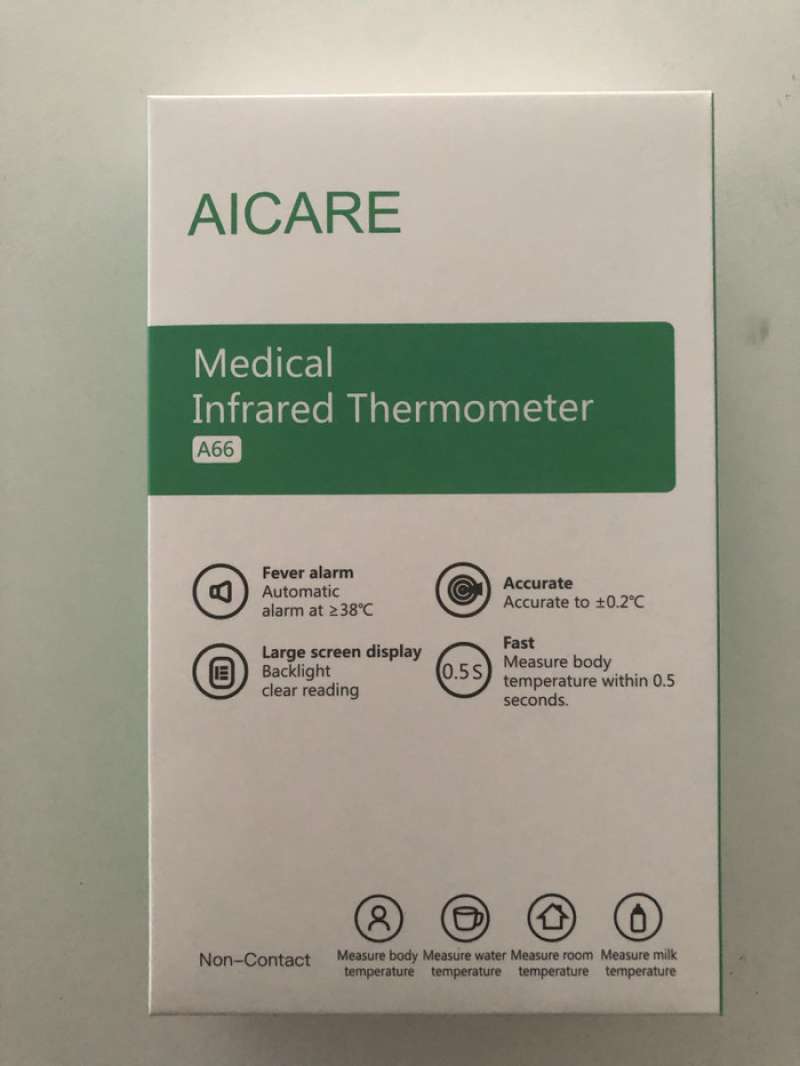 AICARE
Medical
Infrared Thermometer
A66
Fever alarm
Automatic
alarm at ≥38℃
Accurate
Accurate to ±0.2℃
Large screen display
Backlight
clear reading
0.5S
Fast
Measure body
temperature within 0.5
seconds.
Non-Contact
Measure body
temperature
Measure water
temperature
Measure room
temperature
Measure milk
temperature